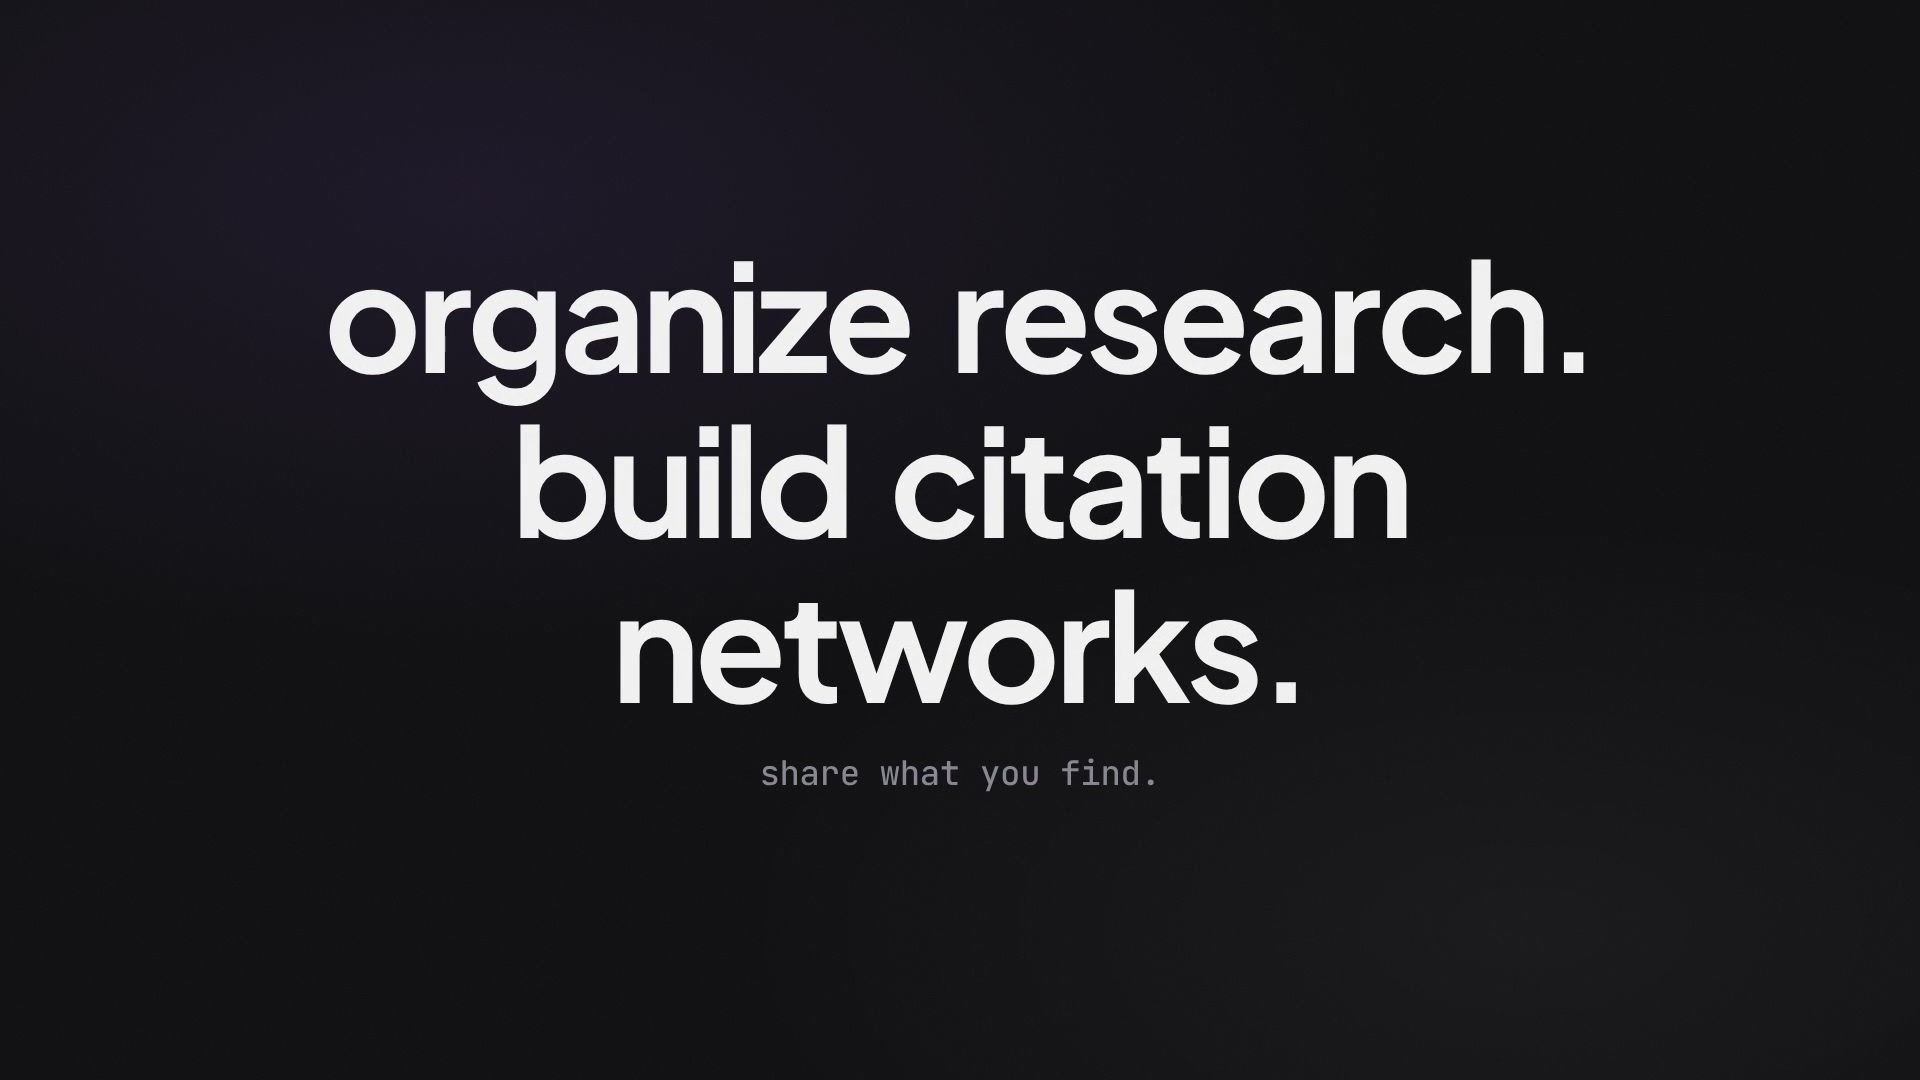 organize research.
build citation
networks.
share what you find.